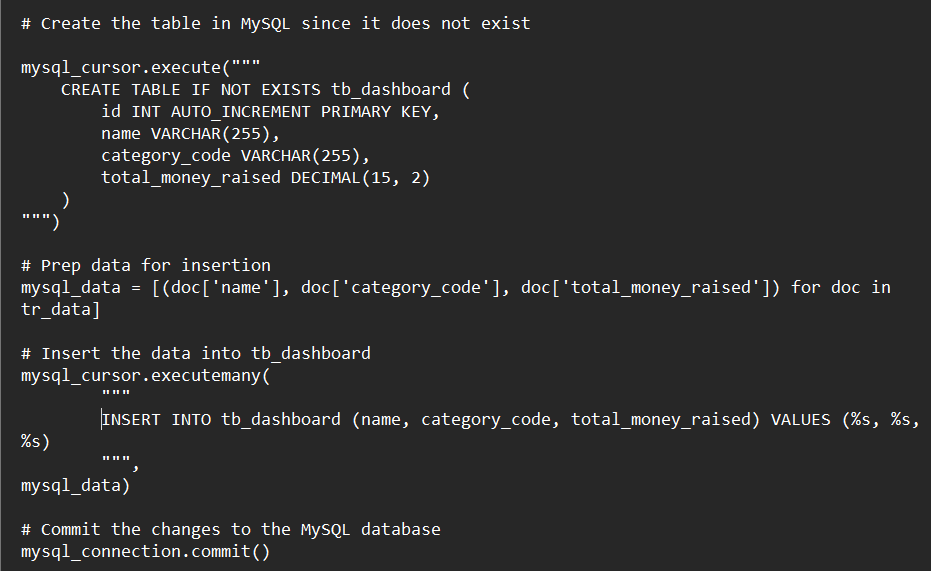 # Create the table in MySQL since it does not exist
mysql_cursor.execute("""
    CREATE TABLE IF NOT EXISTS tb_dashboard (
        id INT AUTO_INCREMENT PRIMARY KEY,
        name VARCHAR(255),
        category_code VARCHAR(255),
        total_money_raised DECIMAL(15, 2)
    )
""")
# Prep data for insertion
mysql_data = [(doc['name'], doc['category_code'], doc['total_money_raised']) for doc in
tr_data]
# Insert the data into tb_dashboard
mysql_cursor.executemany(
        """
        INSERT INTO tb_dashboard (name, category_code, total_money_raised) VALUES (%s, %s,
%s)
        """,
mysql_data)
# Commit the changes to the MySQL database
mysql_connection.commit()